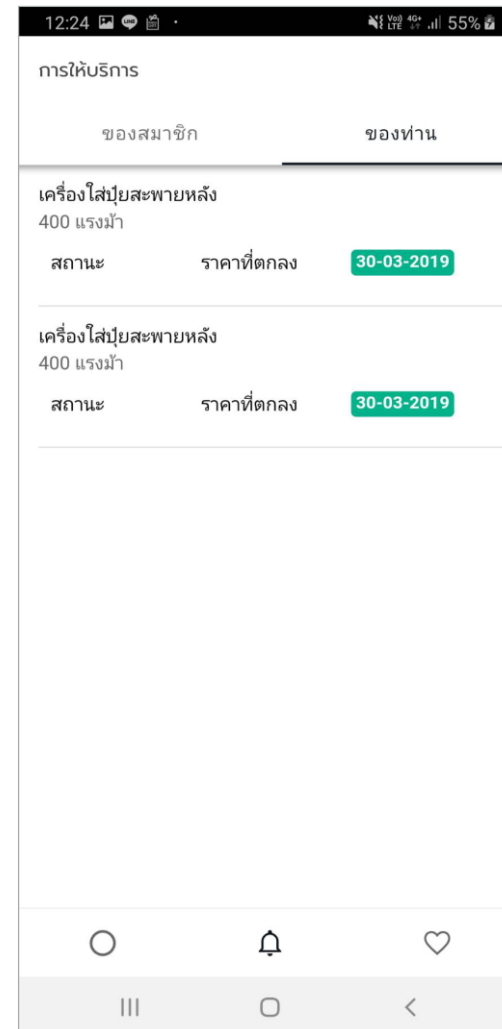 12:24 55%
การให้บริการ
ของสมาชิก ของท่าน
เครื่องใส่ปุ๋ยสะพายหลัง
400 แรงม้า
สถานะ ราคาที่ตกลง 30-03-2019
เครื่องใส่ปุ๋ยสะพายหลัง
400 แรงม้า
สถานะ ราคาที่ตกลง 30-03-2019